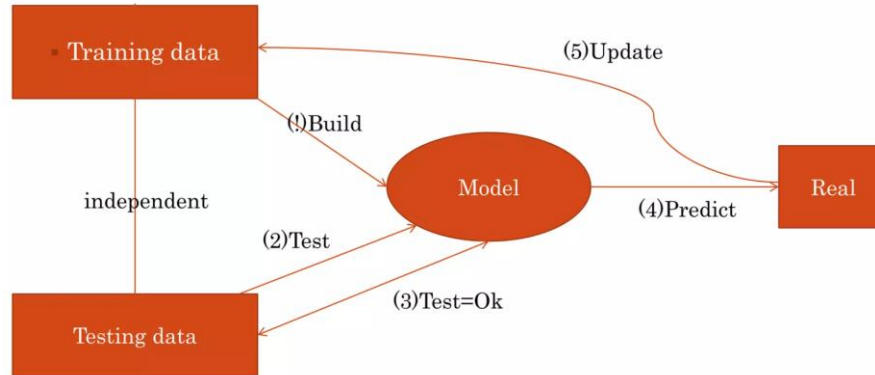 ▪ Training data
(5)Update
(!)Build
Model
Real
independent
(4)Predict
(2)Test
(3)Test=Ok
Testing data